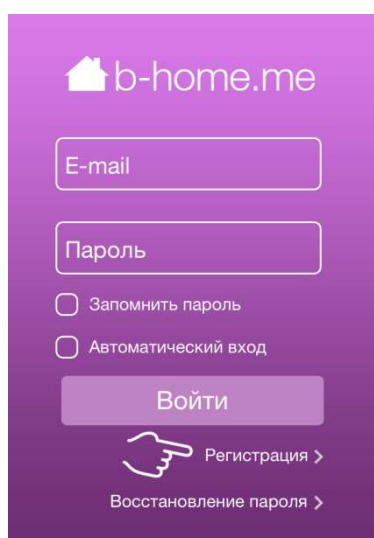 b-home.me
E-mail
Пароль
Запомнить пароль
Автоматический вход
Войти
Регистрация >
Восстановление пароля >